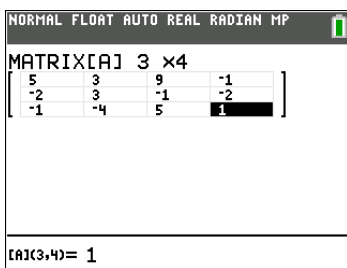 NORMAL FLOAT AUTO REAL RADIAN MP
MATRIX[A] 3 ×4
5 3 9 -1
-2 3 -1 -2
-1 -4 5 1
[A](3,4)= 1